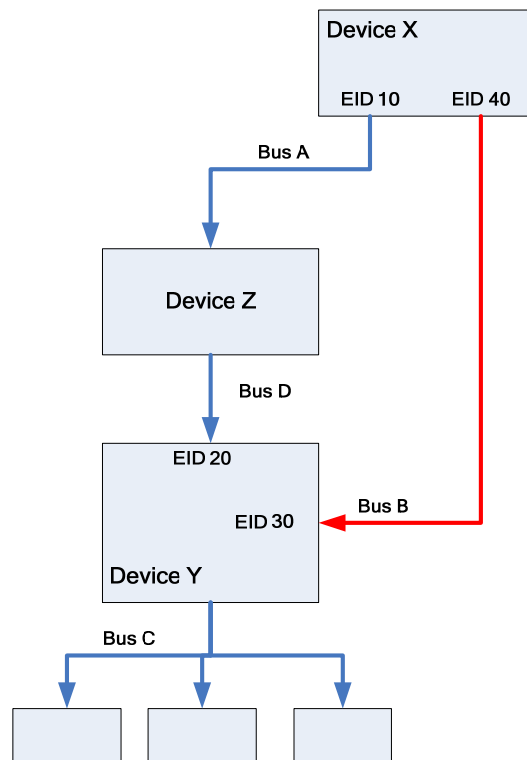 Device X
EID 10
EID 40
Bus A
Device Z
Bus D
EID 20
EID 30
Bus B
Device Y
Bus C